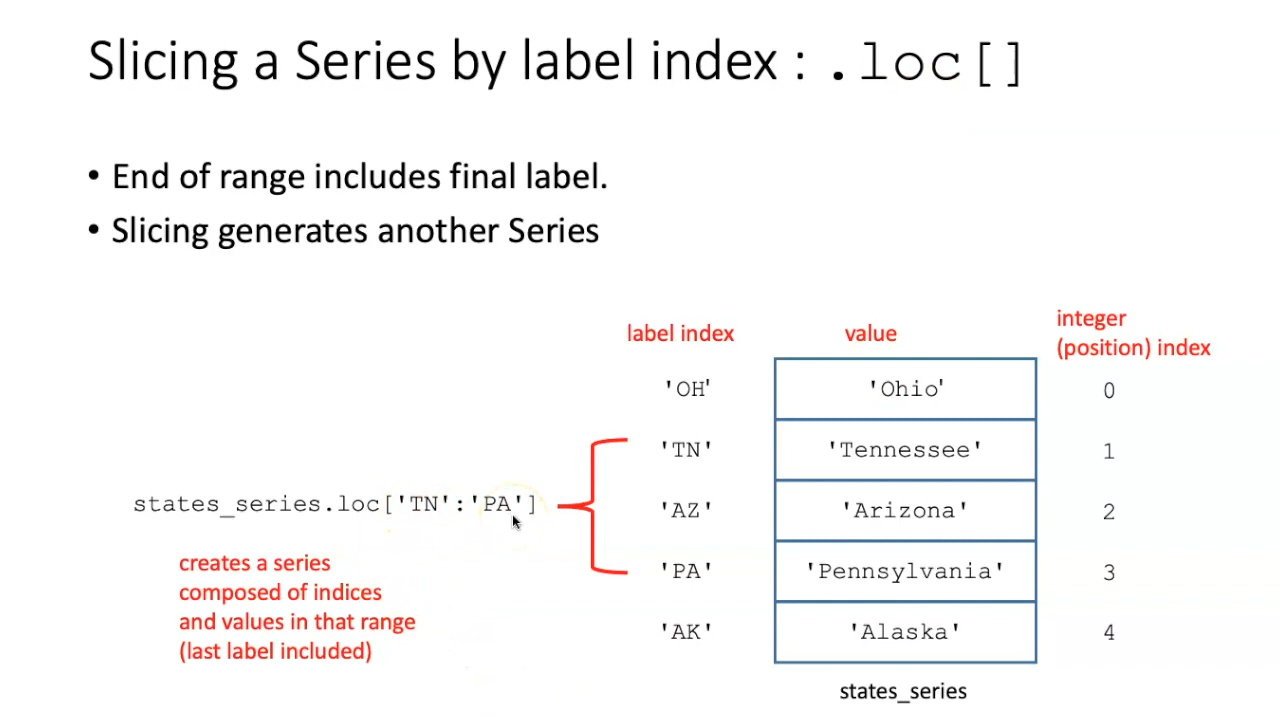 Slicing a Series by label index : .loc[]
• End of range includes final label.
• Slicing generates another Series
label index
value
integer
(position) index
'OH' 'Ohio' 0
'TN' 'Tennessee' 1
'AZ' 'Arizona' 2
'PA' 'Pennsylvania' 3
'AK' 'Alaska' 4
states_series
states_series.loc['TN':'PA']
creates a series
composed of indices
and values in that range
(last label included)